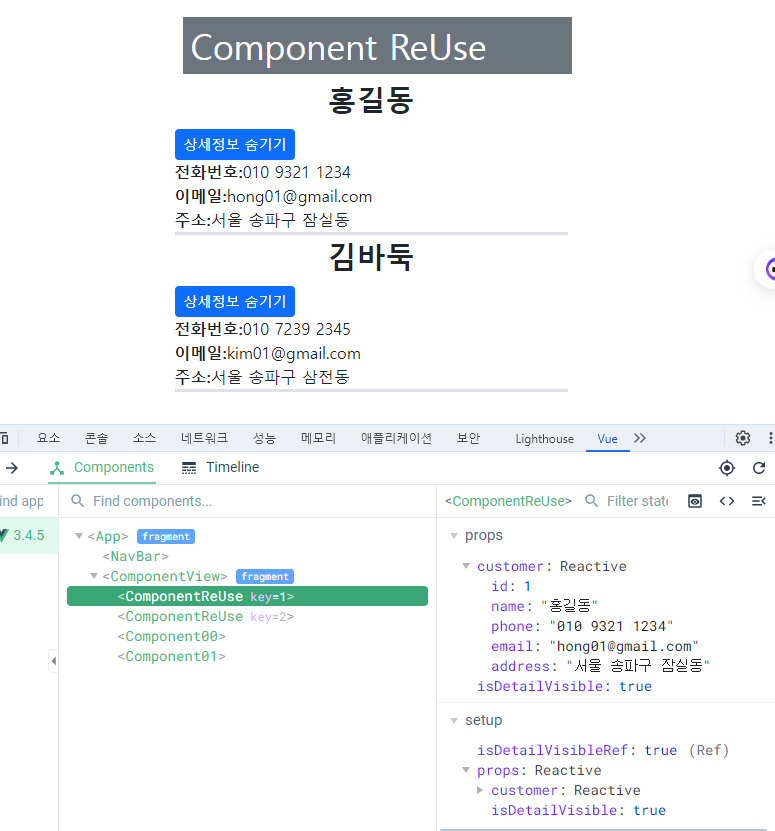 Component ReUse
홍길동
상세정보 숨기기
전화번호:010 9321 1234
이메일:hong01@gmail.com
주소:서울 송파구 잠실동
김바둑
상세정보 숨기기
전화번호:010 7239 2345
이메일:kim01@gmail.com
주소:서울 송파구 삼전동
요소 콘솔 소스 네트워크 성능 메모리 애플리케이션 보안 Lighthouse Vue
Components Timeline
ind app Find components... <ComponentReUse> Filter state
3.4.5
<App> fragment
<NavBar>
<ComponentView> fragment
<ComponentReUse key=1>
<ComponentReUse key=2>
<Component00>
<Component01>
props
customer: Reactive
id: 1
name: "홍길동"
phone: "010 9321 1234"
email: "hong01@gmail.com"
address: "서울 송파구 잠실동"
isDetailVisible: true
setup
isDetailVisibleRef: true (Ref)
props: Reactive
customer: Reactive
isDetailVisible: true